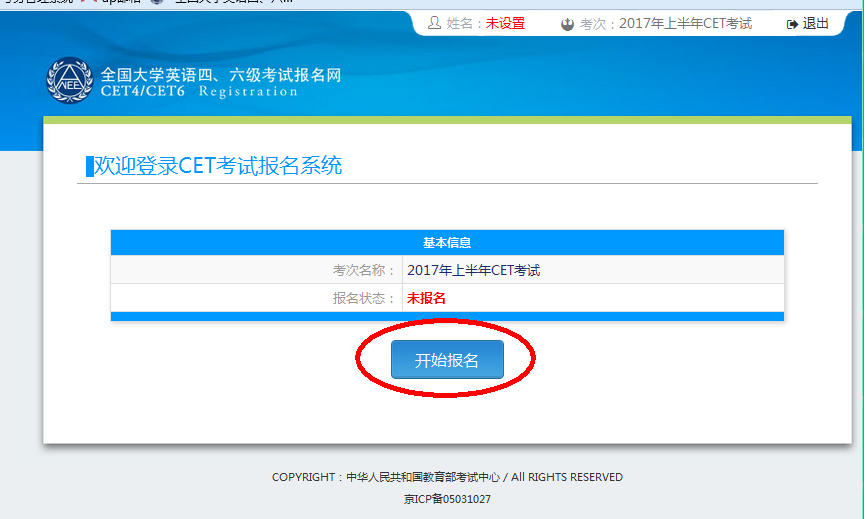 姓名：未设置 考次：2017年上半年CET考试 退出
NEE
全国大学英语四、六级考试报名网
CET4/CET6 Registration
欢迎登录CET考试报名系统
基本信息
考次名称： 2017年上半年CET考试
报名状态： 未报名
开始报名
COPYRIGHT：中华人民共和国教育部考试中心 / All RIGHTS RESERVED
京ICP备05031027